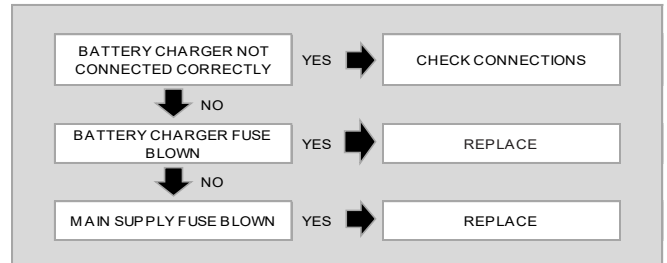 BATTERY CHARGER NOT
CONNECTED CORRECTLY
YES
CHECK CONNECTIONS
NO
BATTERY CHARGER FUSE
BLOWN
YES
REPLACE
NO
MAIN SUPPLY FUSE BLOWN
YES
REPLACE